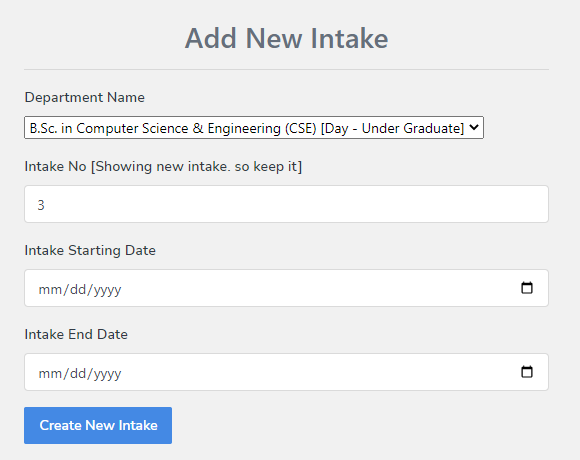 Add New Intake
Department Name
B.Sc. in Computer Science & Engineering (CSE) [Day - Under Graduate]
Intake No [Showing new intake. so keep it]
3
Intake Starting Date
mm/dd/yyyy
Intake End Date
mm/dd/yyyy
Create New Intake